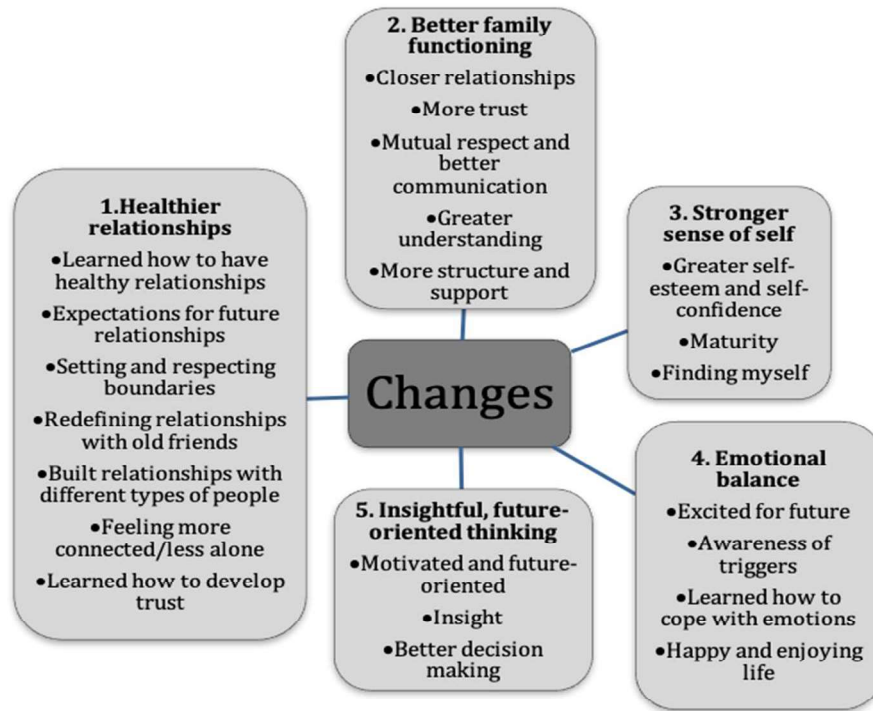 1.Healthier
relationships
•Learned how to have
healthy relationships
•Expectations for future
relationships
•Setting and respecting
boundaries
•Redefining relationships
with old friends
•Built relationships with
different types of people
•Feeling more
connected/less alone
•Learned how to develop
trust
2. Better family
functioning
•Closer relationships
•More trust
•Mutual respect and
better
communication
•Greater
understanding
•More structure and
support
3. Stronger
sense of self
•Greater self-
esteem and self-
confidence
•Maturity
•Finding myself
Changes
4. Emotional
balance
•Excited for future
•Awareness of
triggers
•Learned how to
cope with emotions
•Happy and enjoying
life
5. Insightful, future-
oriented thinking
•Motivated and future-
oriented
•Insight
•Better decision
making